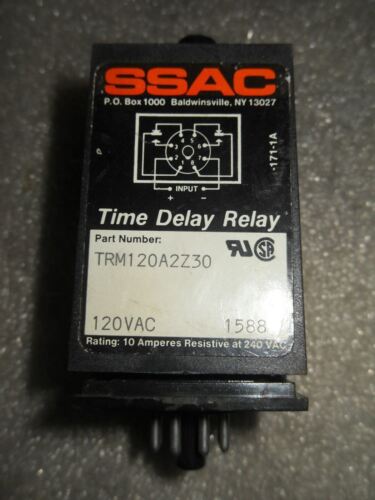 SSAC
P.O. Box 1000 Baldwinsville, NY 13027
171-1A
INPUT
+ -
Time Delay Relay
Part Number:
TRM120A2Z30
120VAC 1588
Rating: 10 Amperes Resistive at 240 VAC